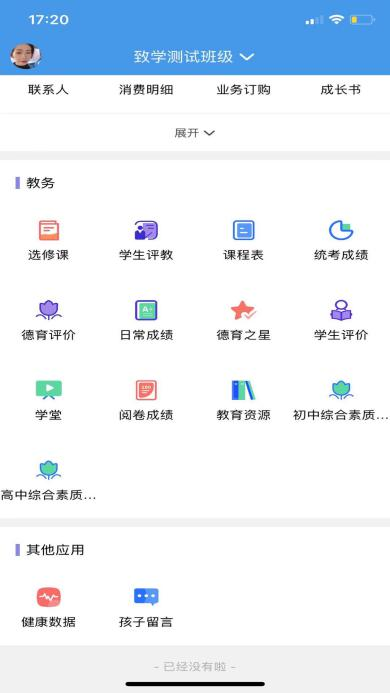 17:20
致学测试班级
联系人 消费明细 业务订购 成长书
展开
教务
选修课 学生评教 课程表 统考成绩
德育评价 日常成绩 德育之星 学生评价
学堂 阅卷成绩 教育资源 初中综合素质...
高中综合素质...
其他应用
健康数据 孩子留言
- 已经没有啦 -